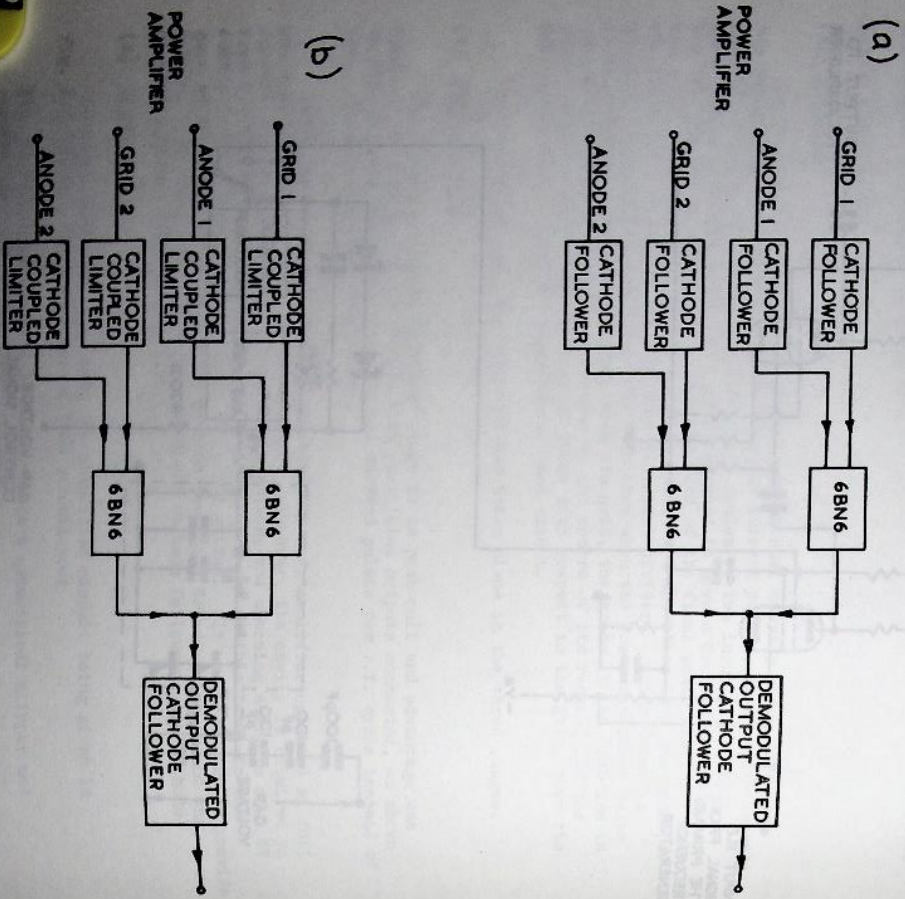 (a)
POWER
AMPLIFIER
GRID 1
CATHODE
FOLLOWER
ANODE 1
CATHODE
FOLLOWER
6BN6
GRID 2
CATHODE
FOLLOWER
ANODE 2
CATHODE
FOLLOWER
6BN6
DEMODULATED
OUTPUT
CATHODE
FOLLOWER
(b)
POWER
AMPLIFIER
GRID 1
CATHODE
COUPLED
LIMITER
ANODE 1
CATHODE
COUPLED
LIMITER
6BN6
GRID 2
CATHODE
COUPLED
LIMITER
ANODE 2
CATHODE
COUPLED
LIMITER
6BN6
DEMODULATED
OUTPUT
CATHODE
FOLLOWER